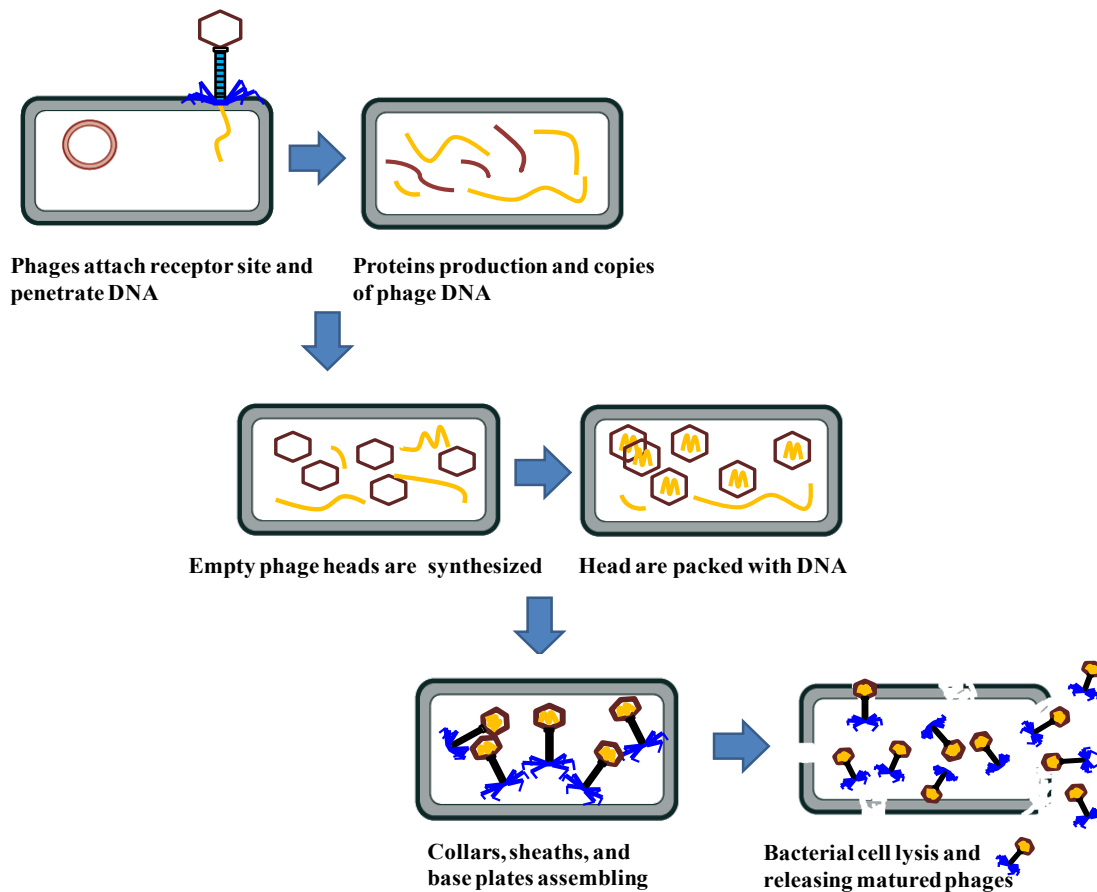 Phages attach receptor site and
penetrate DNA
Proteins production and copies
of phage DNA
Empty phage heads are synthesized
Head are packed with DNA
Collars, sheaths, and
base plates assembling
Bacterial cell lysis and
releasing matured phages